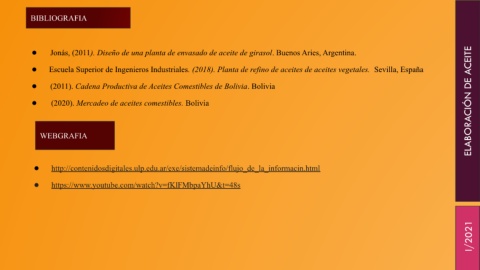 BIBLIOGRAFIA
Jonás, (2011). Diseño de una planta de envasado de aceite de girasol. Buenos Aries, Argentina.
Escuela Superior de Ingenieros Industriales. (2018). Planta de refino de aceites de aceites vegetales. Sevilla, España
(2011). Cadena Productiva de Aceites Comestibles de Bolivia. Bolivia
(2020). Mercadeo de aceites comestibles. Bolivia
WEBGRAFIA
http://contenidosdigitales.ulp.edu.ar/exe/sistemadeinfo/flujo_de_la_informacin.html
https://www.youtube.com/watch?v=fKlFMbpaYhU&t=48s
ELABORACIÓN DE ACEITE
I/2021